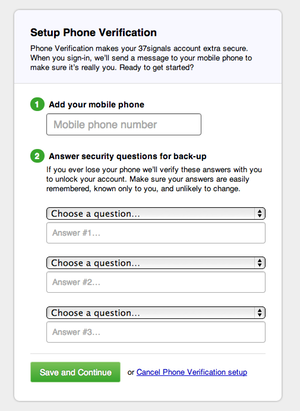 Setup Phone Verification
Phone Verification makes your 37signals account extra secure.
When you sign-in, we'll send a message to your mobile phone to
make sure it's really you. Ready to get started?
1 Add your mobile phone
Mobile phone number
2 Answer security questions for back-up
If you ever lose your phone we'll verify these answers with you
to unlock your account. Make sure your answers are easily
remembered, known only to you, and unlikely to change.
Choose a question...
Answer #1...
Choose a question...
Answer #2...
Choose a question...
Answer #3...
Save and Continue or Cancel Phone Verification setup